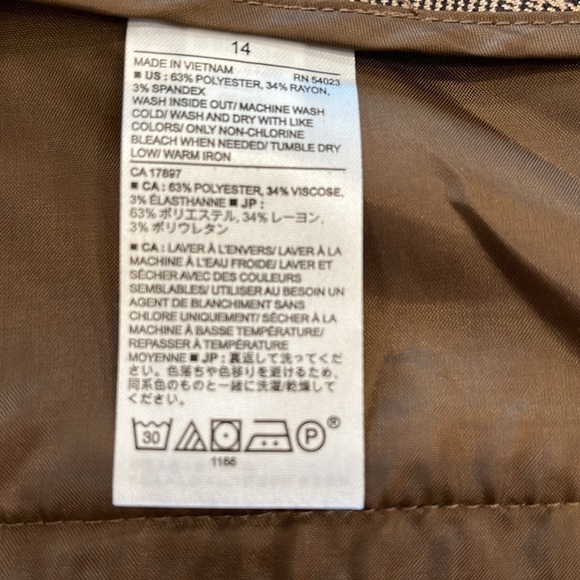 14
MADE IN VIETNAM RN 54023
■ US : 63% POLYESTER, 34% RAYON,
3% SPANDEX
WASH INSIDE OUT/ MACHINE WASH
COLD/ WASH AND DRY WITH LIKE
COLORS/ ONLY NON-CHLORINE
BLEACH WHEN NEEDED/ TUMBLE DRY
LOW/ WARM IRON
CA 17897
■ CA : 63% POLYESTER, 34% VISCOSE,
3% ÉLASTHANNE ■ JP :
63% ポリエステル, 34% レーヨン,
3% ポリウレタン
■ CA : LAVER À L'ENVERS/ LAVER À LA
MACHINE À L'EAU FROIDE/ LAVER ET
SÉCHER AVEC DES COULEURS
SEMBLABLES/ UTILISER AU BESOIN UN
AGENT DE BLANCHIMENT SANS
CHLORE UNIQUEMENT/ SÉCHER À LA
MACHINE À BASSE TEMPÉRATURE/
REPASSER À TEMPÉRATURE
MOYENNE ■ JP : 裏返して洗ってくだ
さい。色落ちや色移りを避けるため、
同系色のものと一緒に洗濯/乾燥して
ください。
30 P ®
1166